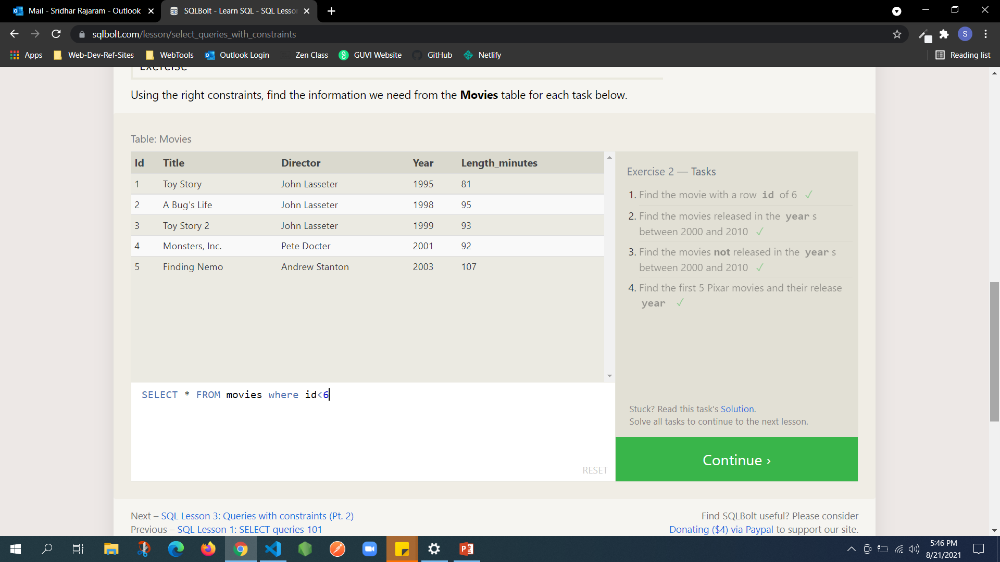 Mail - Sridhar Rajaram - Outlook
SQLBolt - Learn SQL - SQL Lesson
sqlbolt.com/lesson/select_queries_with_constraints
S
Apps
Web-Dev-Ref-Sites
WebTools
Outlook Login
Zen Class
GUVI Website
GitHub
Netlify
Reading list
Exercise
Using the right constraints, find the information we need from the Movies table for each task below.
Table: Movies
Id Title Director Year Length_minutes
1 Toy Story John Lasseter 1995 81
2 A Bug's Life John Lasseter 1998 95
3 Toy Story 2 John Lasseter 1999 93
4 Monsters, Inc. Pete Docter 2001 92
5 Finding Nemo Andrew Stanton 2003 107
SELECT * FROM movies where id<6
RESET
Exercise 2 — Tasks
1. Find the movie with a row id of 6 ✓
2. Find the movies released in the year s
between 2000 and 2010 ✓
3. Find the movies not released in the year s
between 2000 and 2010 ✓
4. Find the first 5 Pixar movies and their release
year ✓
Stuck? Read this task's Solution.
Solve all tasks to continue to the next lesson.
Continue ›
Next – SQL Lesson 3: Queries with constraints (Pt. 2)
Previous – SQL Lesson 1: SELECT queries 101
Find SQLBolt useful? Please consider
Donating ($4) via Paypal to support our site.
5:46 PM
8/21/2021